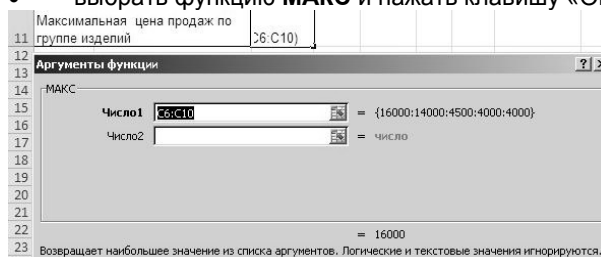 • выбрать функцию МАКС и нажать клавишу «О
Максимальная цена продаж по
11 группе изделий C6:C10)
12
13 Аргументы функции ?
14 МАКС
15 Число1 C6:C10 = {16000:14000:4500:4000:4000}
16 Число2 = число
17
18
19
20
21
22 = 16000
23 Возвращает наибольшее значение из списка аргументов. Логические и текстовые значения игнорируются.